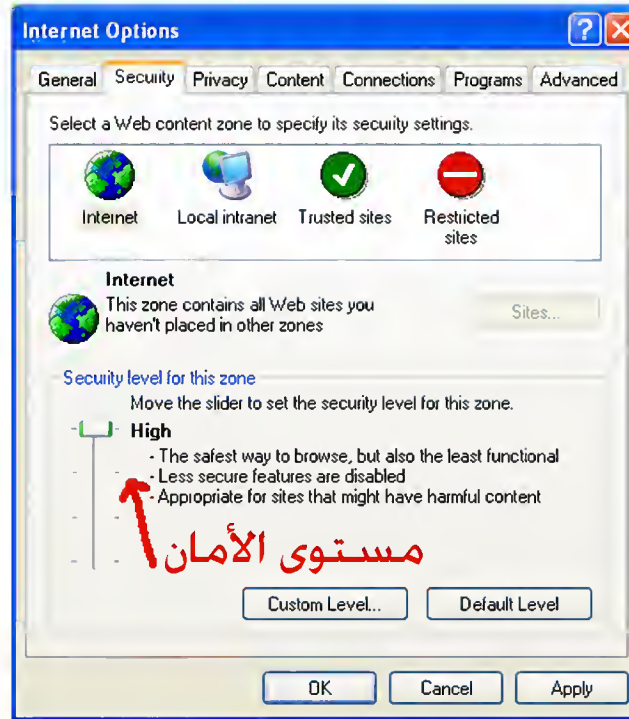 Internet Options
General Security Privacy Content Connections Programs Advanced
Select a Web content zone to specify its security settings.
Internet Local intranet Trusted sites Restricted sites
Internet
This zone contains all Web sites you
haven't placed in other zones
Sites...
Security level for this zone
Move the slider to set the security level for this zone.
High
- The safest way to browse, but also the least functional
- Less secure features are disabled
- Appropriate for sites that might have harmful content
مستوى الأمان
Custom Level... Default Level
OK Cancel Apply